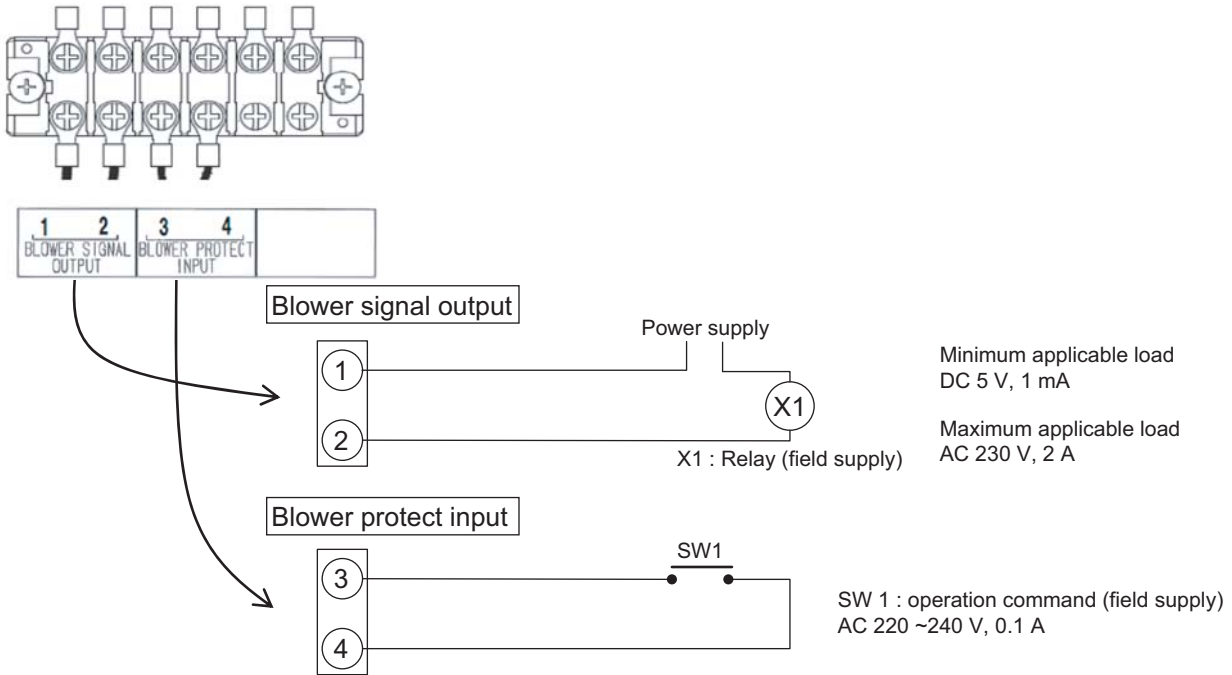 1 2 3 4
BLOWER SIGNAL OUTPUT
BLOWER PROTECT INPUT
Blower signal output
Power supply
1
X1
2
X1 : Relay (field supply)
Minimum applicable load
DC 5 V, 1 mA
Maximum applicable load
AC 230 V, 2 A
Blower protect input
SW1
3
4
SW 1 : operation command (field supply)
AC 220 ~240 V, 0.1 A